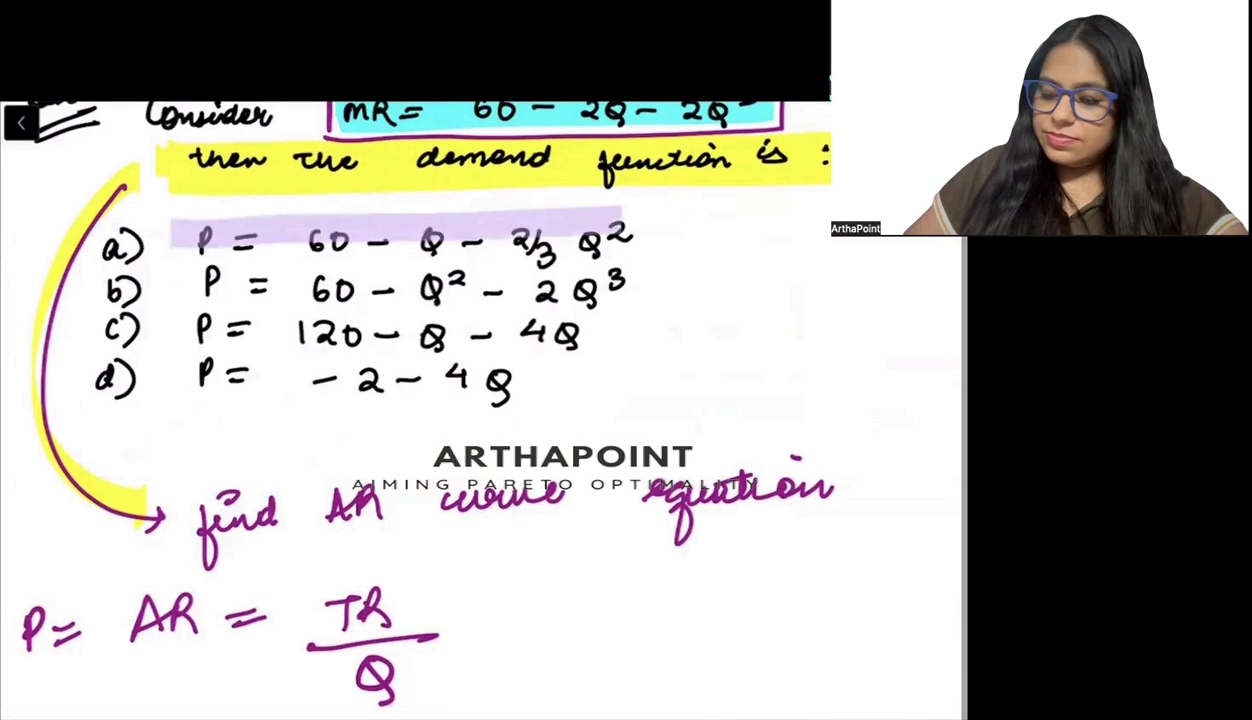 Consider MR = 60 - 2Q - 2Q²
then the demand function is :
a) P = 60 - Q - 2/3 Q²
b) P = 60 - Q² - 2Q³
c) P = 120 - Q - 4Q
d) P = - 2 - 4Q
ARTHAPOINT
AIMING PARETO OPTIMALITY
find AR curve equation
P = AR = TR
Q
ArthaPoint